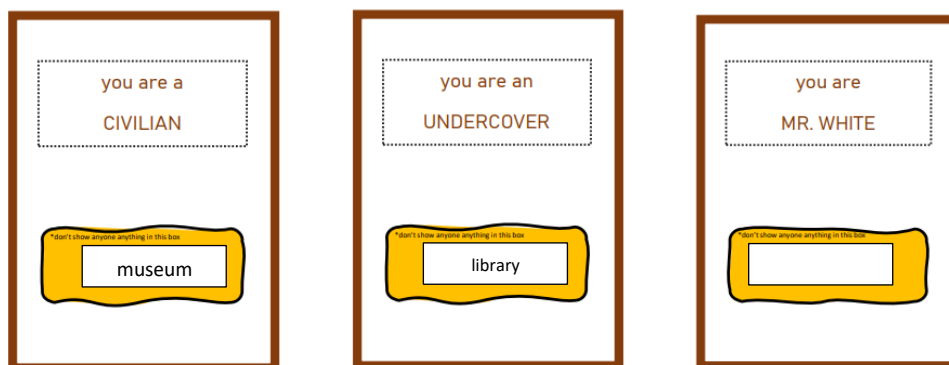 you are a
CIVILIAN
*don't show anyone anything in this box
museum
you are an
UNDERCOVER
*don't show anyone anything in this box
library
you are
MR. WHITE
*don't show anyone anything in this box